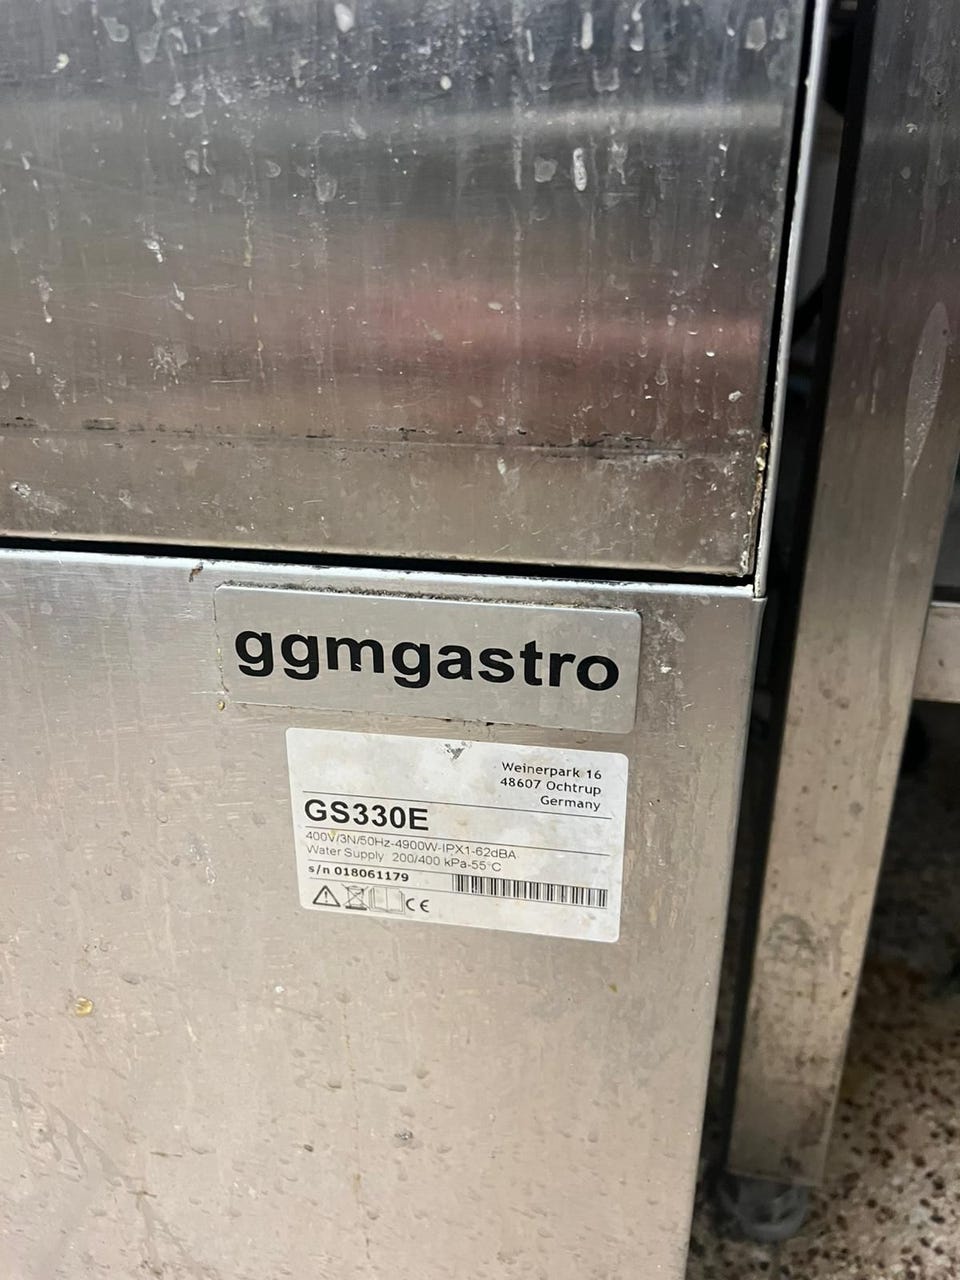 ggmgastro
Weinerpark 16
48607 Ochtrup
Germany
GS330E
400V/3N/50Hz-4900W-IPX1-62dBA
Water Supply 200/400 kPa-55°C
s/n 018061179
CE